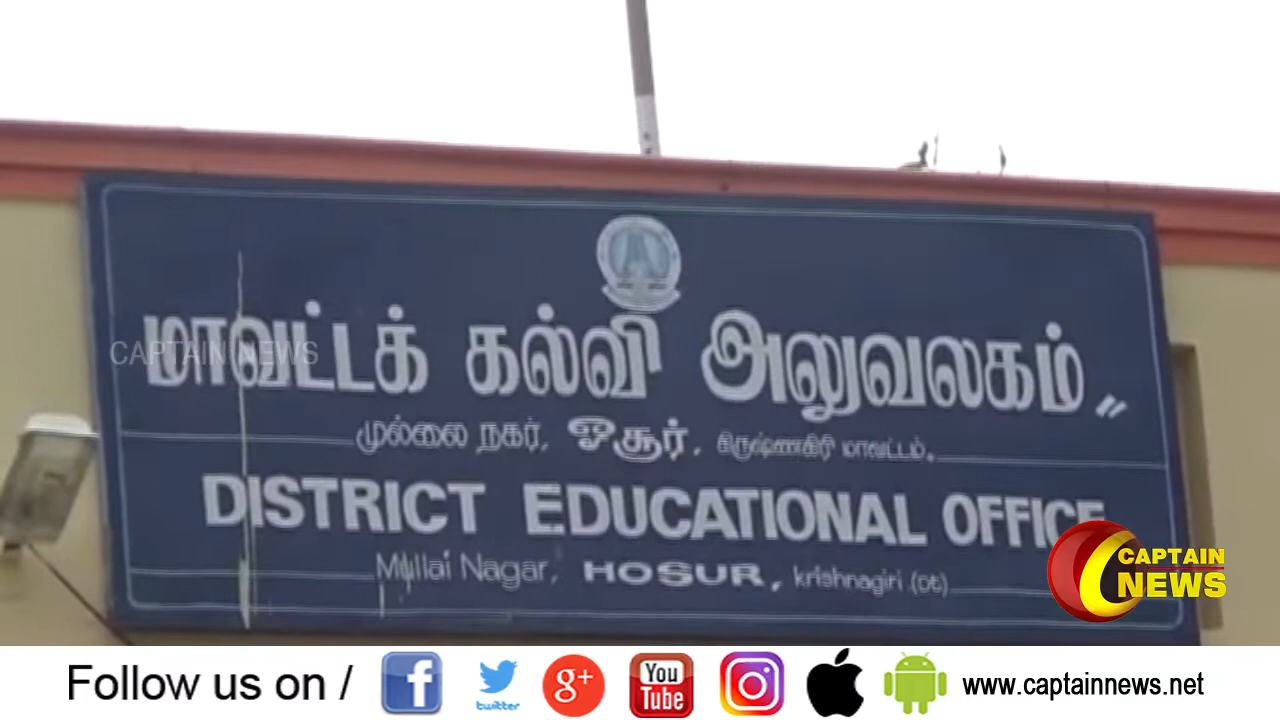 மாவட்டக் கல்வி அலுவலகம்„
CAPTAIN NEWS
முல்லை நகர், ஓசூர், கிருஷ்ணகிரி மாவட்டம்.
DISTRICT EDUCATIONAL OFFICE
Mullai Nagar, HOSUR, krishnagiri (Dt)
CAPTAIN
NEWS
Follow us on / f twitter g+ You Tube www.captainnews.net